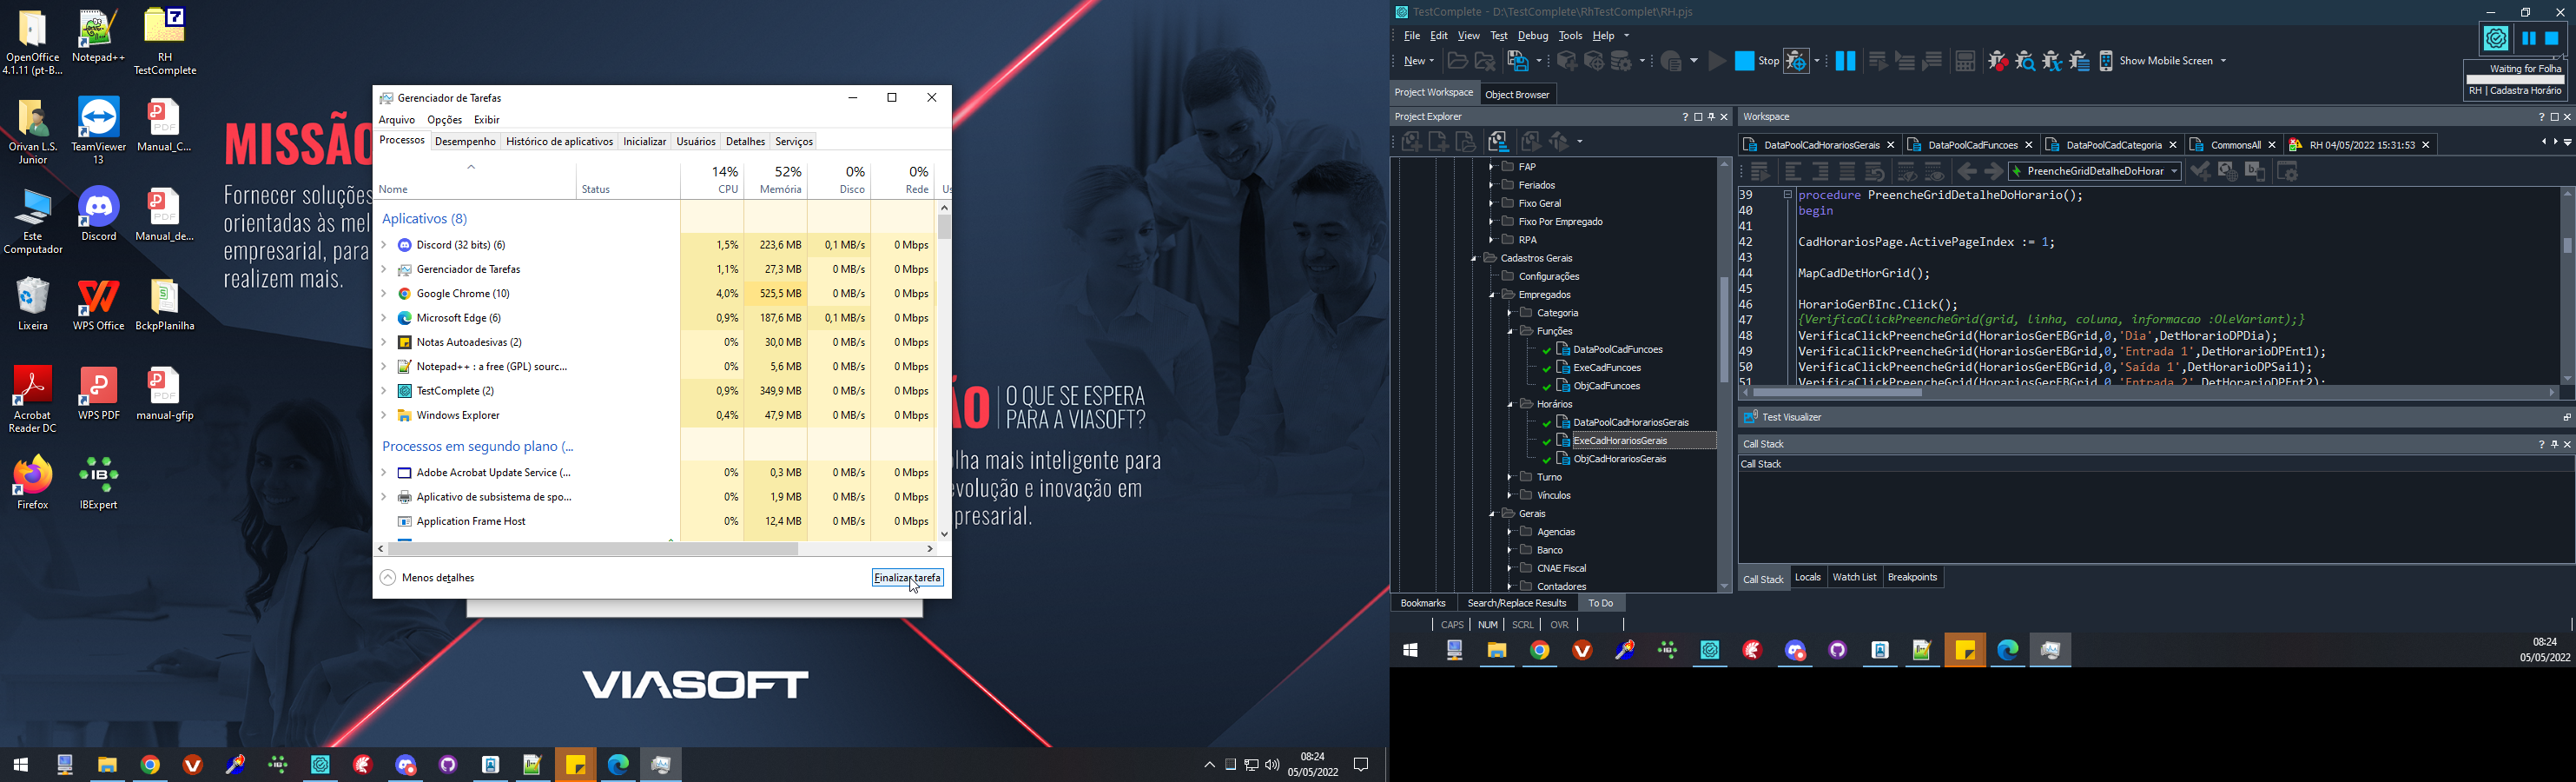 OpenOffice
4.1.11 (pt-B...
Notepad++
RH
TestComplete
Orivan L.S.
Junior
TeamViewer
13
Manual_C...
Este
Computador
Discord
Manual_de...
Lixeira
WPS Office
BckpPlanilha
Acrobat
Reader DC
WPS PDF
manual-gfip
Firefox
IBExpert
MISSÃO
Fornecer soluções
orientadas às mel
empresarial, para
realizem mais.
ÃO
O QUE SE ESPERA
PARA A VIASOFT?
olha mais inteligente para
evolução e inovação em
presarial.
VIASOFT
Gerenciador de Tarefas
Arquivo Opções Exibir
Processos Desempenho Histórico de aplicativos Inicializar Usuários Detalhes Serviços
14% 52% 0% 0%
Nome Status CPU Memória Disco Rede Us
Aplicativos (8)
Discord (32 bits) (6) 1,5% 223,6 MB 0,1 MB/s 0 Mbps
Gerenciador de Tarefas 1,1% 27,3 MB 0 MB/s 0 Mbps
Google Chrome (10) 4,0% 525,5 MB 0 MB/s 0 Mbps
Microsoft Edge (6) 0,9% 187,6 MB 0,1 MB/s 0 Mbps
Notas Autoadesivas (2) 0% 30,0 MB 0 MB/s 0 Mbps
Notepad++ : a free (GPL) sourc... 0% 5,6 MB 0 MB/s 0 Mbps
TestComplete (2) 0,9% 349,9 MB 0 MB/s 0 Mbps
Windows Explorer 0,4% 47,9 MB 0 MB/s 0 Mbps
Processos em segundo plano (...
Adobe Acrobat Update Service (... 0% 0,3 MB 0 MB/s 0 Mbps
Aplicativo de subsistema de spo... 0% 1,9 MB 0 MB/s 0 Mbps
Application Frame Host 0% 12,4 MB 0 MB/s 0 Mbps
Menos detalhes
Finalizar tarefa
08:24
05/05/2022
TestComplete - D:\TestComplete\RhTestComplet\RH.pjs
File Edit View Test Debug Tools Help
New Stop Show Mobile Screen
Waiting for Folha
RH | Cadastra Horário
Project Workspace Object Browser
Project Explorer
FAP
Feriados
Fixo Geral
Fixo Por Empregado
RPA
Cadastros Gerais
Configurações
Empregados
Categoria
Funções
DataPoolCadFuncoes
ExeCadFuncoes
ObjCadFuncoes
Horários
DataPoolCadHorariosGerais
ExeCadHorariosGerais
ObjCadHorariosGerais
Turno
Vínculos
Gerais
Agencias
Banco
CNAE Fiscal
Contadores
Workspace
DataPoolCadHorariosGerais DataPoolCadFuncoes DataPoolCadCategoria CommonsAll RH 04/05/2022 15:31:53
PreencheGridDetalheDoHorar
39 procedure PreencheGridDetalheDoHorario();
40 begin
41
42 CadHorariosPage.ActivePageIndex := 1;
43
44 MapCadDetHorGrid();
45
46 HorarioGerBInc.Click();
47 {VerificaClickPreencheGrid(grid, linha, coluna, informacao :OleVariant);}
48 VerificaClickPreencheGrid(HorariosGerEBGrid,0,'Dia',DetHorarioDPDia);
49 VerificaClickPreencheGrid(HorariosGerEBGrid,0,'Entrada 1',DetHorarioDPEnt1);
50 VerificaClickPreencheGrid(HorariosGerEBGrid,0,'Saída 1',DetHorarioDPSai1);
51 VerificaClickPreencheGrid(HorariosGerEBGrid,0,'Entrada 2',DetHorarioDPEnt2);
Test Visualizer
Call Stack
Call Stack
Call Stack Locals Watch List Breakpoints
Bookmarks Search/Replace Results To Do
CAPS NUM SCRL OVR
08:24
05/05/2022